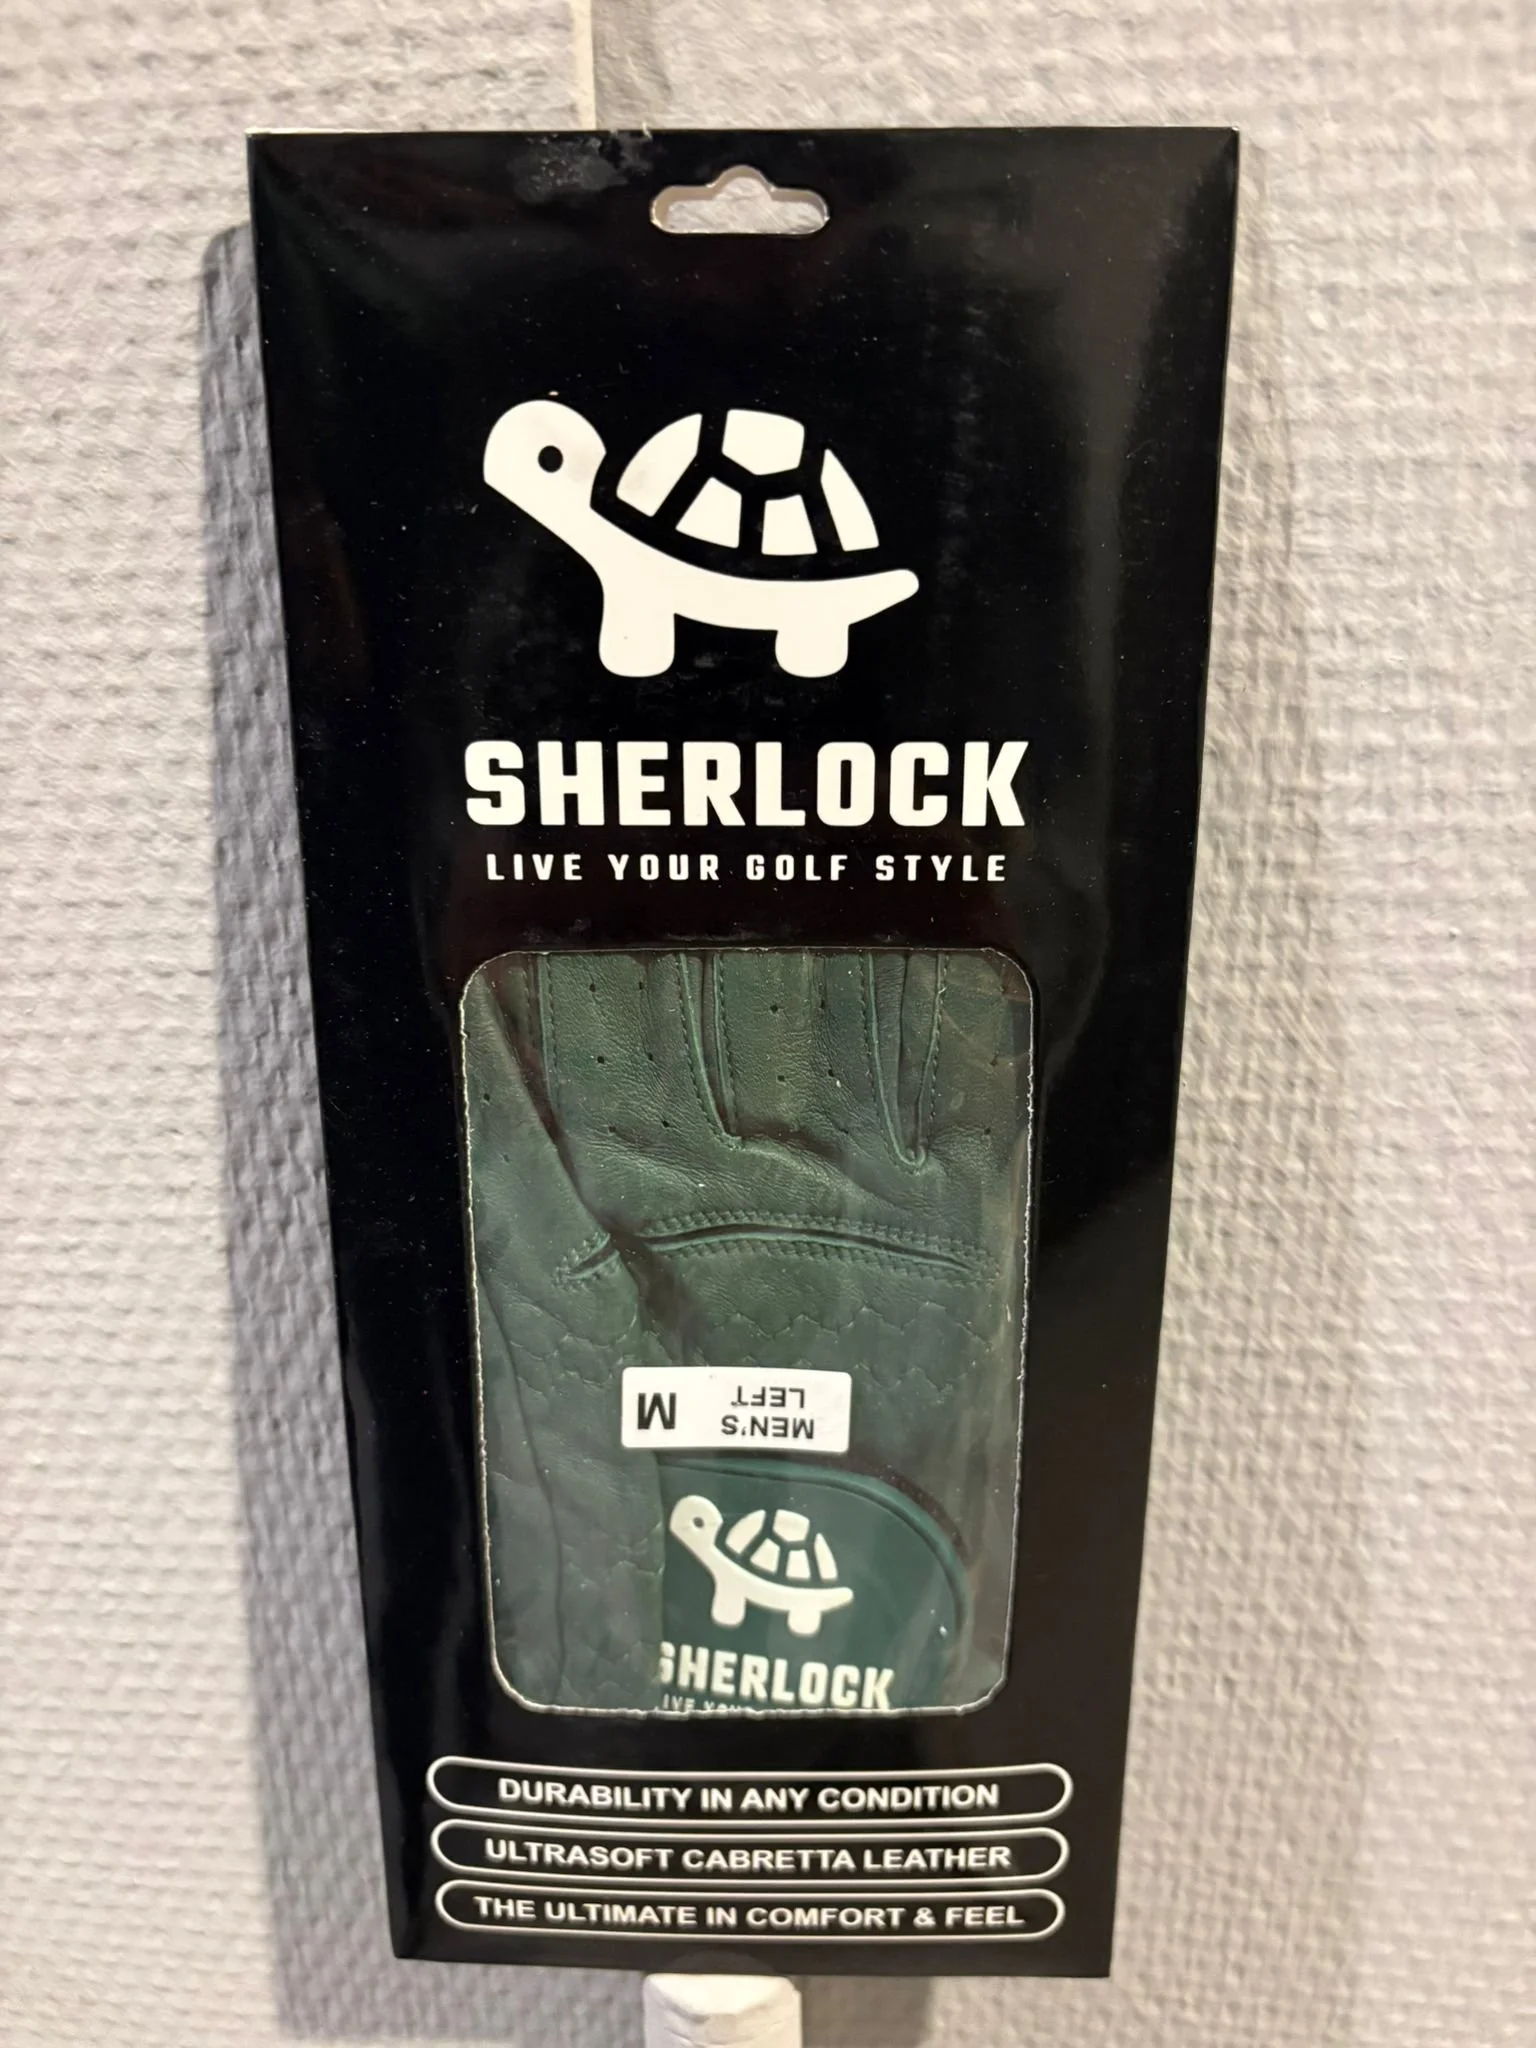 SHERLOCK
LIVE YOUR GOLF STYLE
MEN'S
LEFT
M
SHERLOCK
DURABILITY IN ANY CONDITION
ULTRASOFT CABRETTA LEATHER
THE ULTIMATE IN COMFORT & FEEL